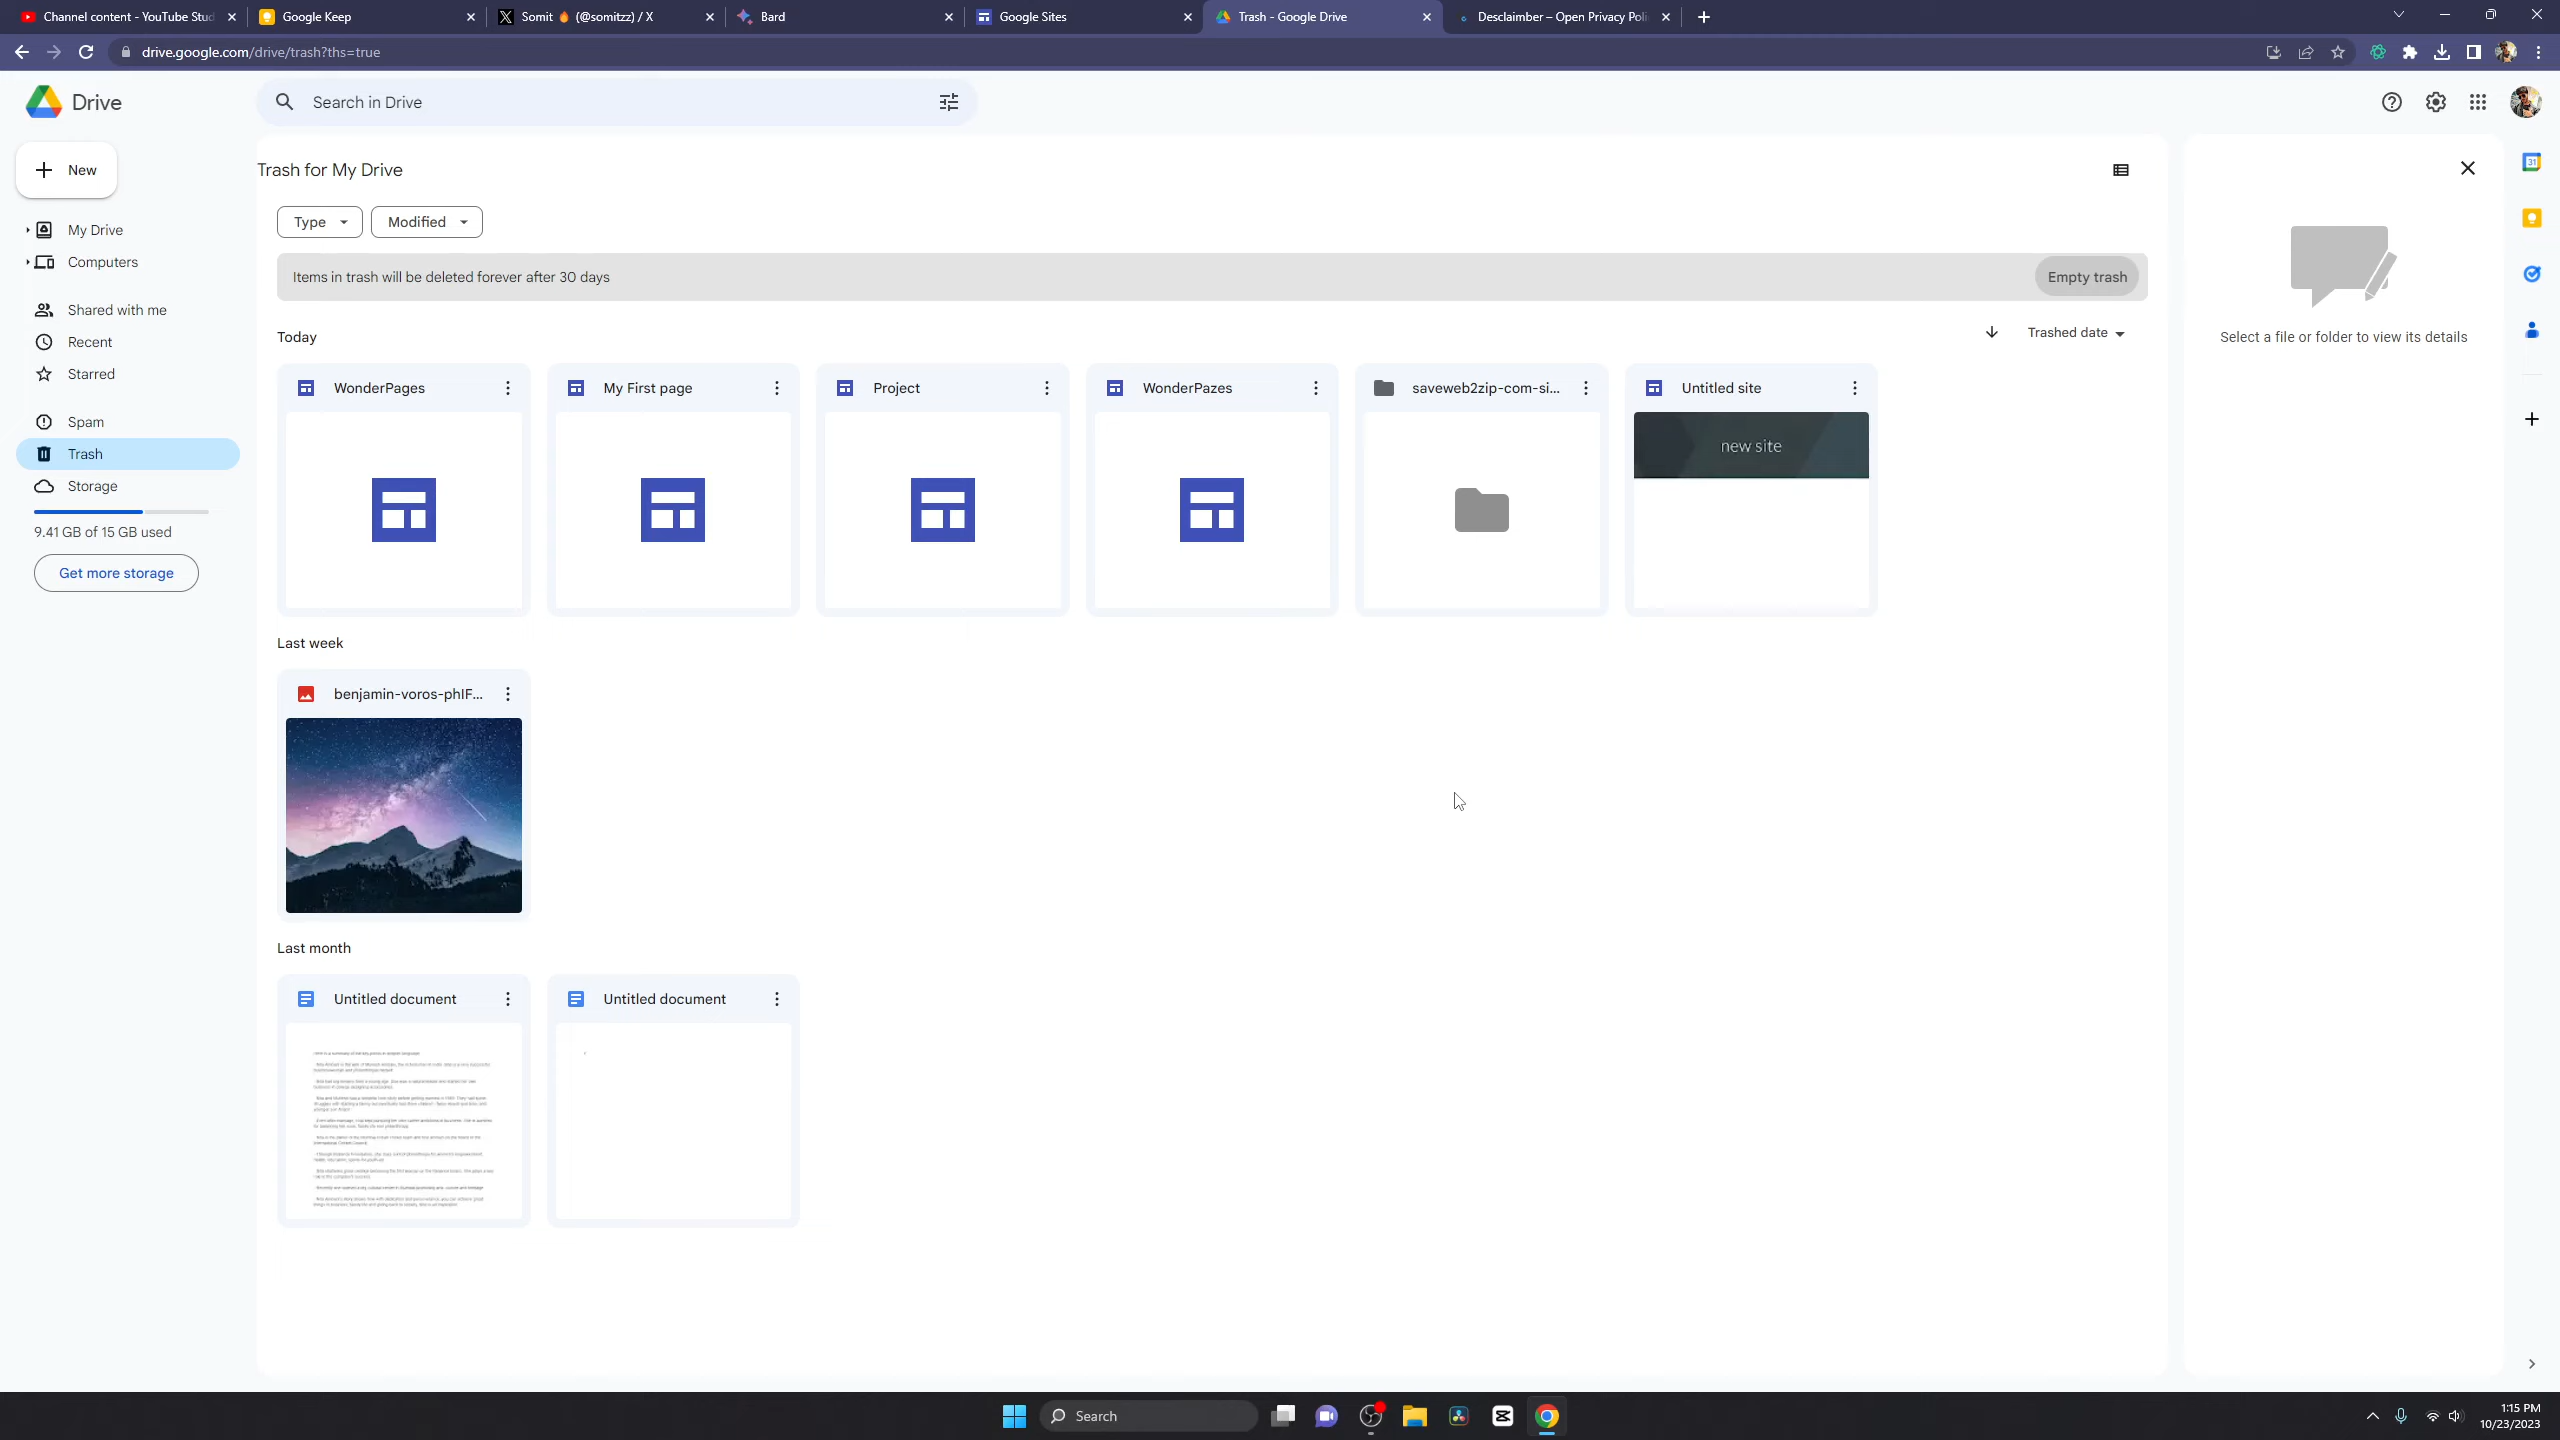 Channel content - YouTube Stud
Google Keep
Somit 🔥 (@somitzz) / X
Bard
Google Sites
Trash - Google Drive
Desclaimber – Open Privacy Poli
drive.google.com/drive/trash?ths=true
Drive
Search in Drive
New
Trash for My Drive
Type
Modified
My Drive
Computers
Shared with me
Recent
Starred
Spam
Trash
Storage
9.41 GB of 15 GB used
Get more storage
Items in trash will be deleted forever after 30 days
Empty trash
Today
Trashed date
WonderPages
My First page
Project
WonderPazes
saveweb2zip-com-si...
Untitled site
new site
Last week
benjamin-voros-phIF...
Last month
Untitled document
Untitled document
Select a file or folder to view its details
31
Search
1:15 PM
10/23/2023